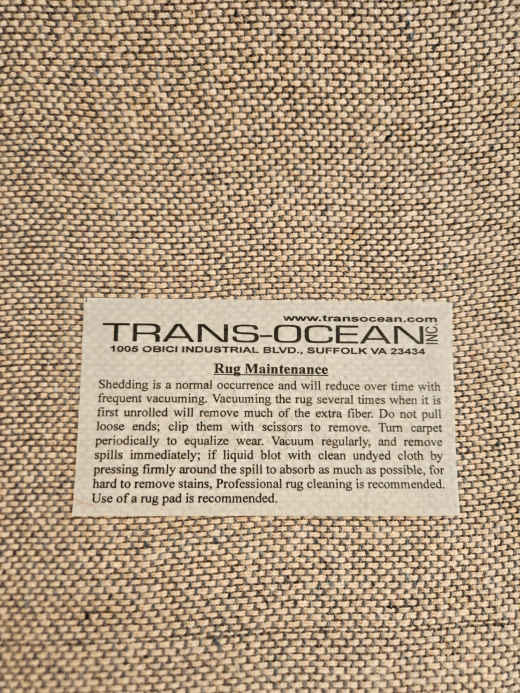 www.transocean.com
TRANS-OCEAN INC.
1005 OBICI INDUSTRIAL BLVD., SUFFOLK VA 23434
Rug Maintenance
Shedding is a normal occurrence and will reduce over time with
frequent vacuuming. Vacuuming the rug several times when it is
first unrolled will remove much of the extra fiber. Do not pull
loose ends; clip them with scissors to remove. Turn carpet
periodically to equalize wear. Vacuum regularly, and remove
spills immediately; if liquid blot with clean undyed cloth by
pressing firmly around the spill to absorb as much as possible, for
hard to remove stains, Professional rug cleaning is recommended.
Use of a rug pad is recommended.